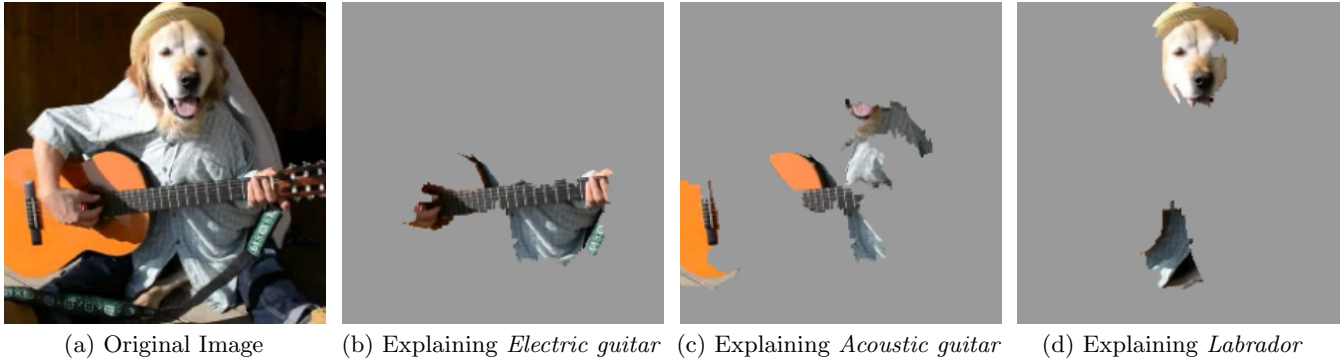 (a) Original Image
(b) Explaining Electric guitar
(c) Explaining Acoustic guitar
(d) Explaining Labrador